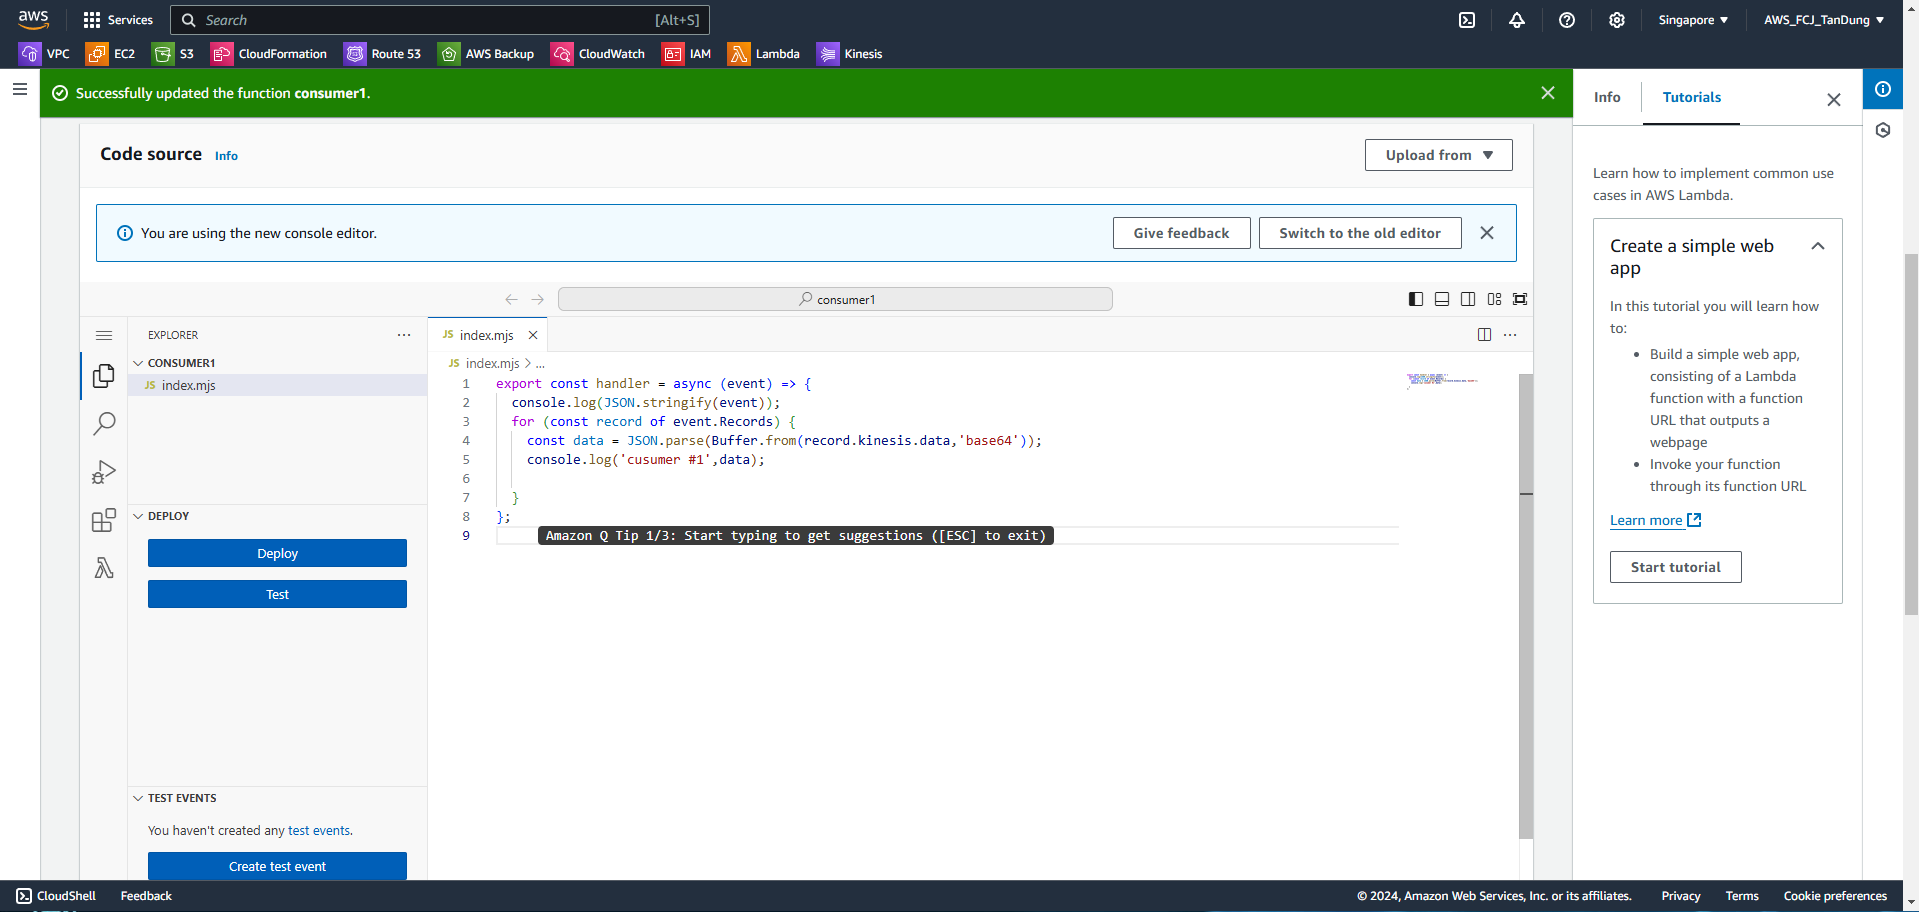 aws
Services
Search
[Alt+S]
Singapore ▼
AWS_FCJ_TanDung ▼
VPC
EC2
S3
CloudFormation
Route 53
AWS Backup
CloudWatch
IAM
Lambda
Kinesis
Successfully updated the function consumer1.
Info
Tutorials
Code source Info
Upload from ▼
Learn how to implement common use
cases in AWS Lambda.
You are using the new console editor.
Give feedback
Switch to the old editor
Create a simple web
app
In this tutorial you will learn how
to:
• Build a simple web app,
consisting of a Lambda
function with a function
URL that outputs a
webpage
• Invoke your function
through its function URL
Learn more
Start tutorial
consumer1
EXPLORER
...
CONSUMER1
JS index.mjs
DEPLOY
Deploy
Test
TEST EVENTS
You haven't created any test events.
Create test event
JS index.mjs
...
JS index.mjs > ...
1 export const handler = async (event) => {
2 console.log(JSON.stringify(event));
3 for (const record of event.Records) {
4 const data = JSON.parse(Buffer.from(record.kinesis.data,'base64'));
5 console.log('cusumer #1',data);
6
7 }
8 };
9 Amazon Q Tip 1/3: Start typing to get suggestions ([ESC] to exit)
CloudShell
Feedback
© 2024, Amazon Web Services, Inc. or its affiliates.
Privacy
Terms
Cookie preferences